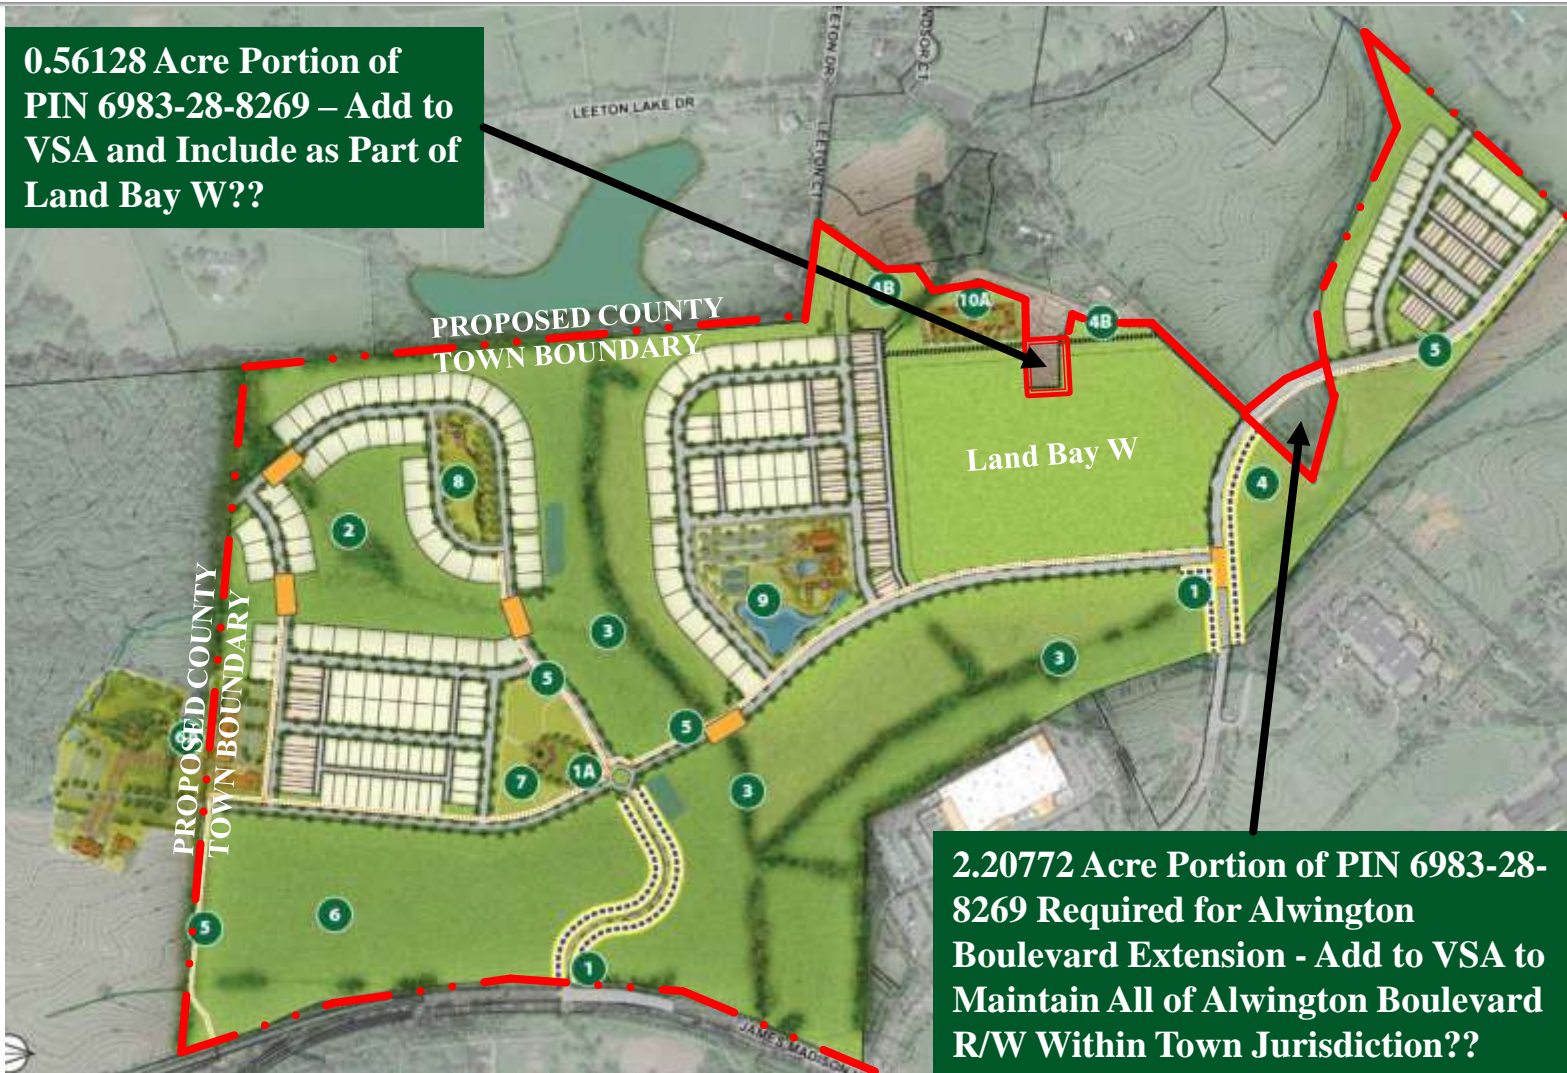 0.56128 Acre Portion of
PIN 6983-28-8269 – Add to
VSA and Include as Part of
Land Bay W??
LEETON LAKE DR
LEETON DR
LEETON CT
PROPOSED COUNTY
TOWN BOUNDARY
4B
10A
4B
5
Land Bay W
8
4
2
9
1
3
3
5
5
PROPOSED COUNTY
TOWN BOUNDARY
7
1A
3
6
5
1
JAMES MADISON
2.20772 Acre Portion of PIN 6983-28-
8269 Required for Alwington
Boulevard Extension - Add to VSA to
Maintain All of Alwington Boulevard
R/W Within Town Jurisdiction??